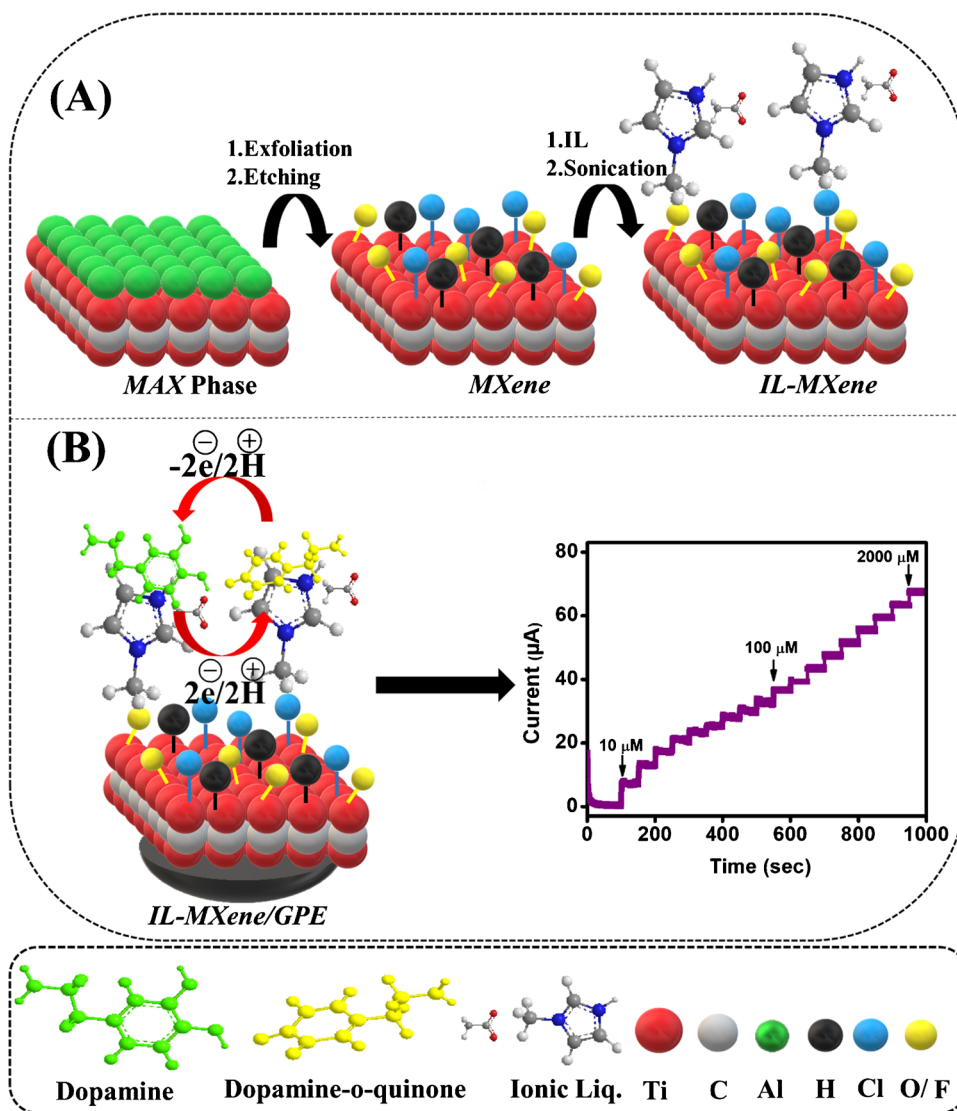 (A)
1.Exfoliation
2.Etching
1.IL
2.Sonication
MAX Phase
MXene
IL-MXene
(B)
-2e⊖/2H⊕
2e⊖/2H⊕
IL-MXene/GPE
80
60
40
20
0
Current (µA)
10 µM
100 µM
2000 µM
0 200 400 600 800 1000
Time (sec)
Dopamine
Dopamine-o-quinone
Ionic Liq.
Ti
C
Al
H
Cl
O/ F